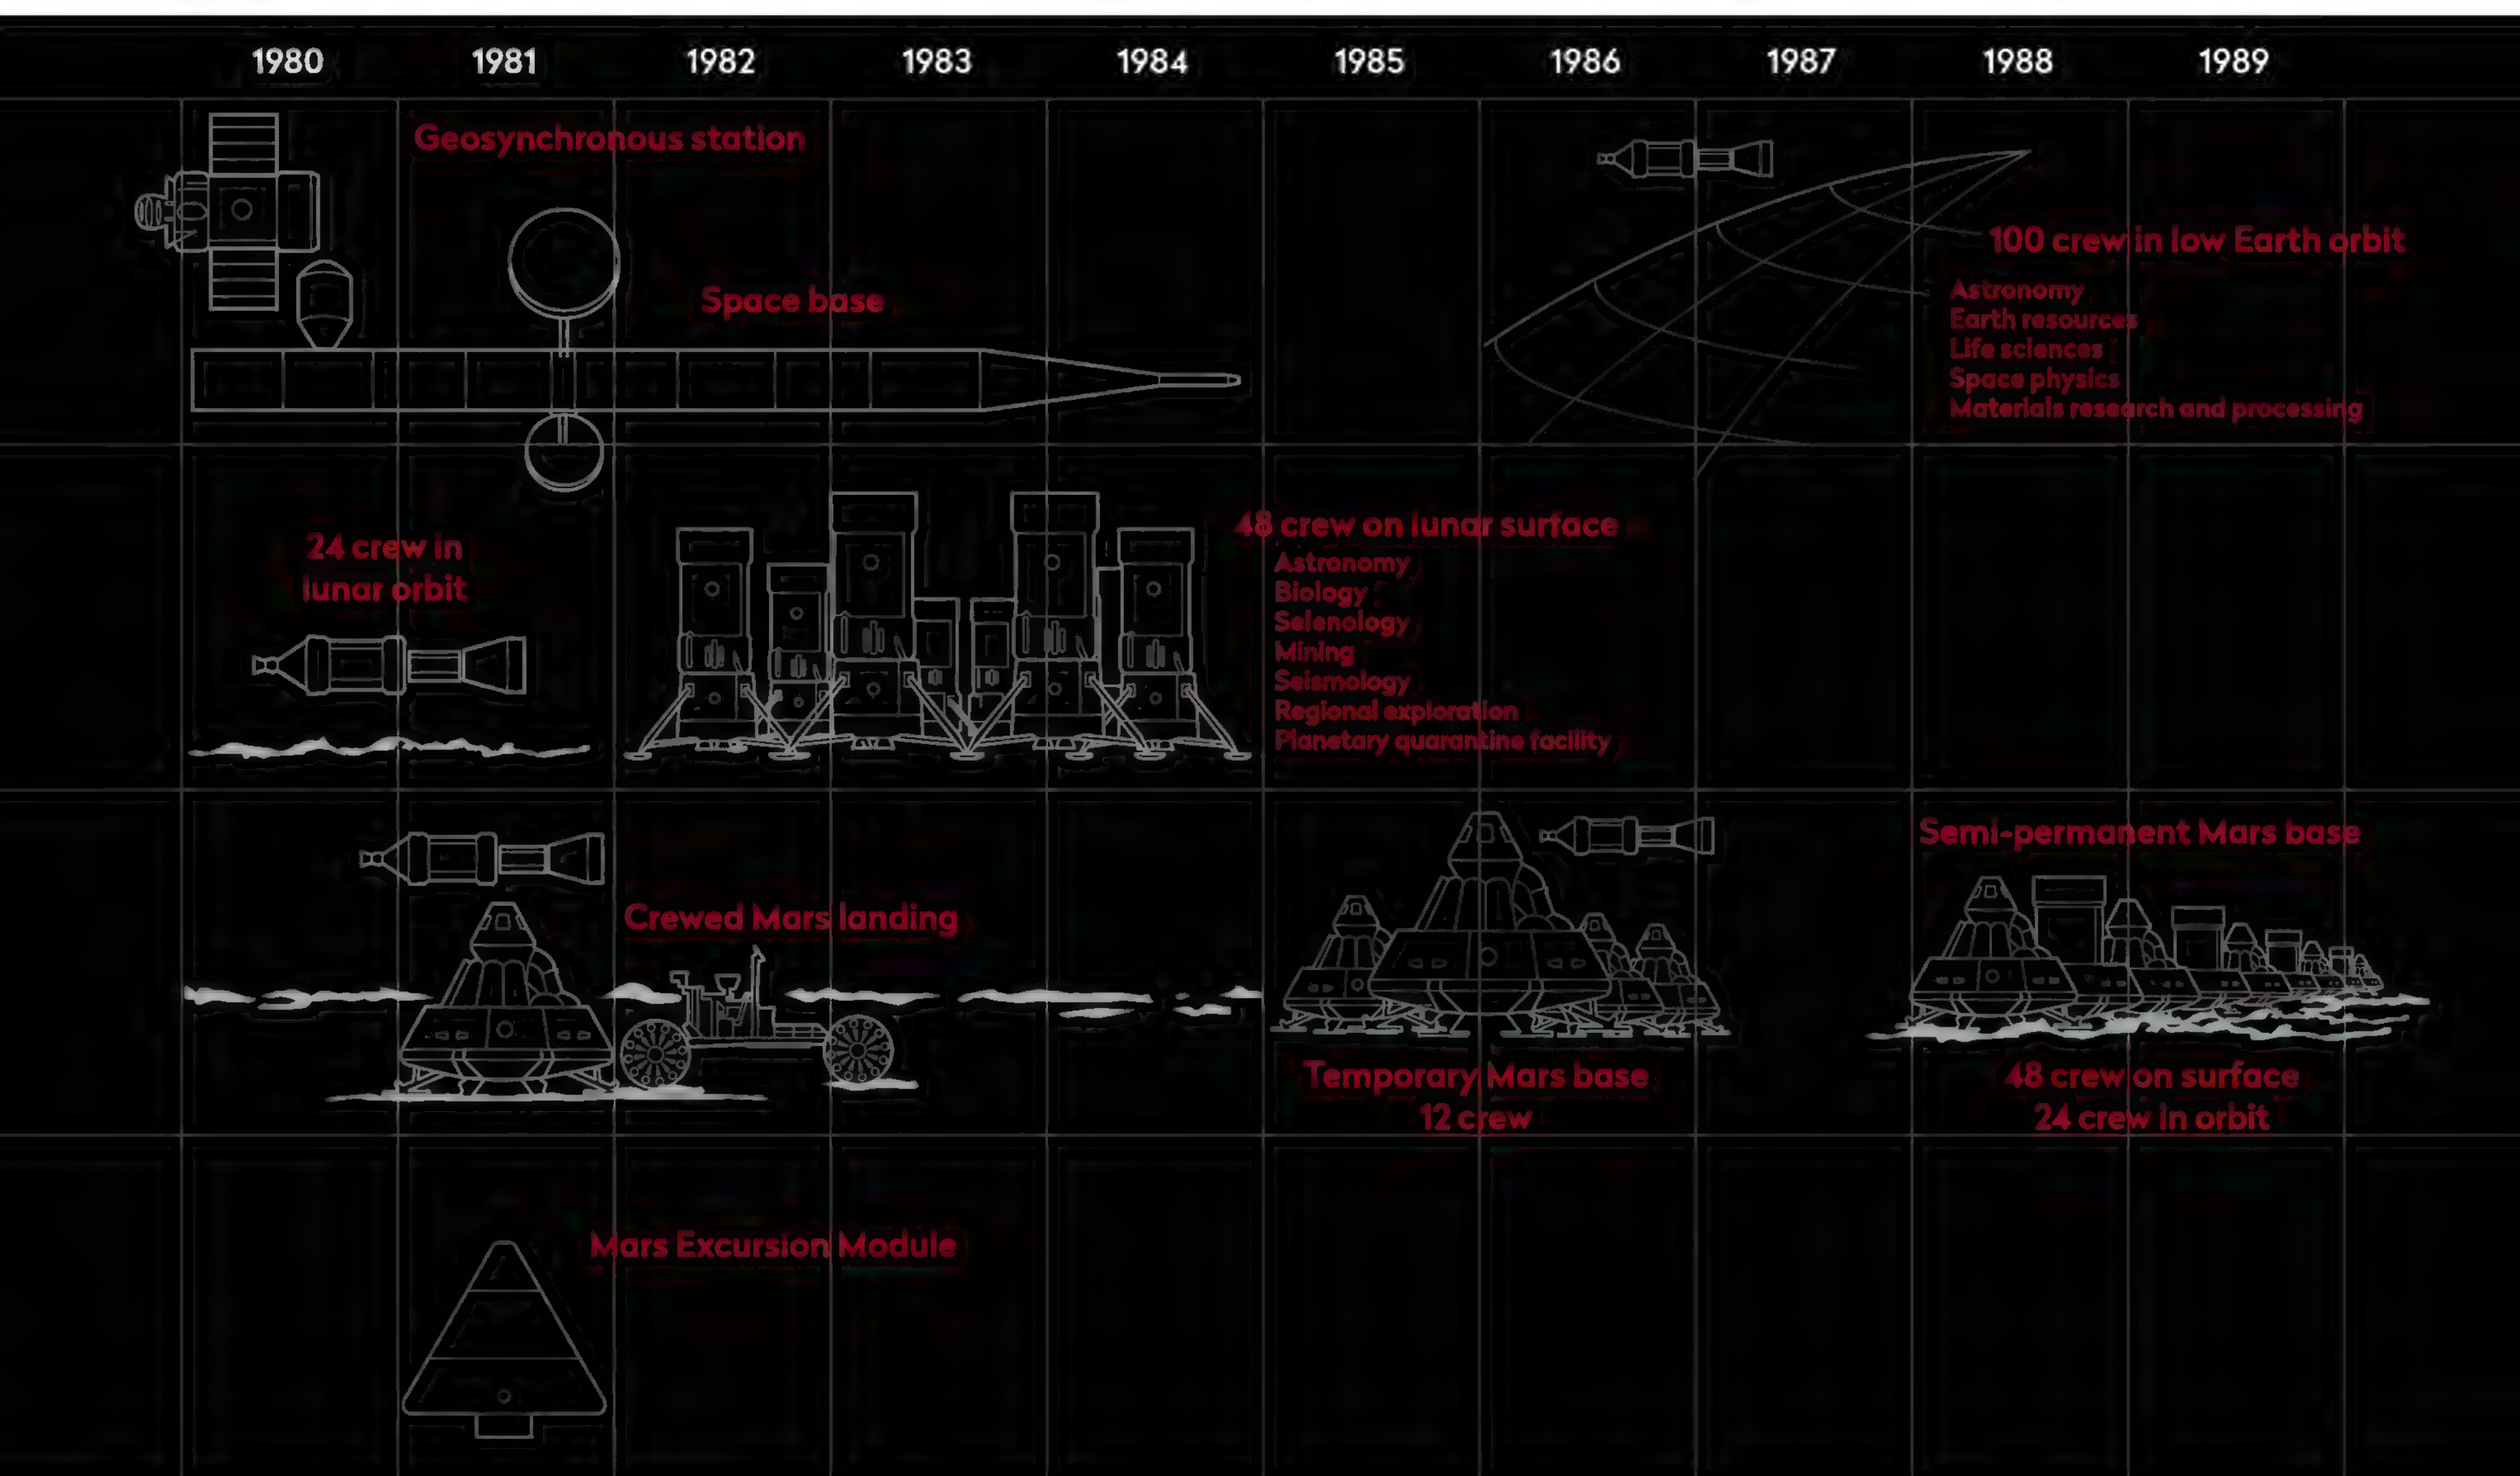 1980 1981 1982 1983 1984 1985 1986 1987 1988 1989
Geosynchronous station
Space base
100 crew in low Earth orbit
Astronomy
Earth resources
Life sciences
Space physics
Materials research and processing
24 crew in
lunar orbit
48 crew on lunar surface
Astronomy
Biology
Selenology
Mining
Seismology
Regional exploration
Planetary quarantine facility
Crewed Mars landing
Temporary Mars base
12 crew
Semi-permanent Mars base
48 crew on surface
24 crew in orbit
Mars Excursion Module